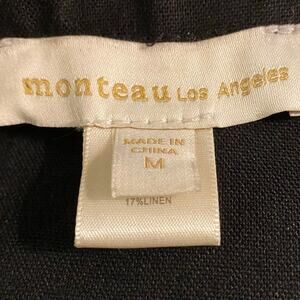 monteau Los Angeles
MADE IN
CHINA
M
17%LINEN